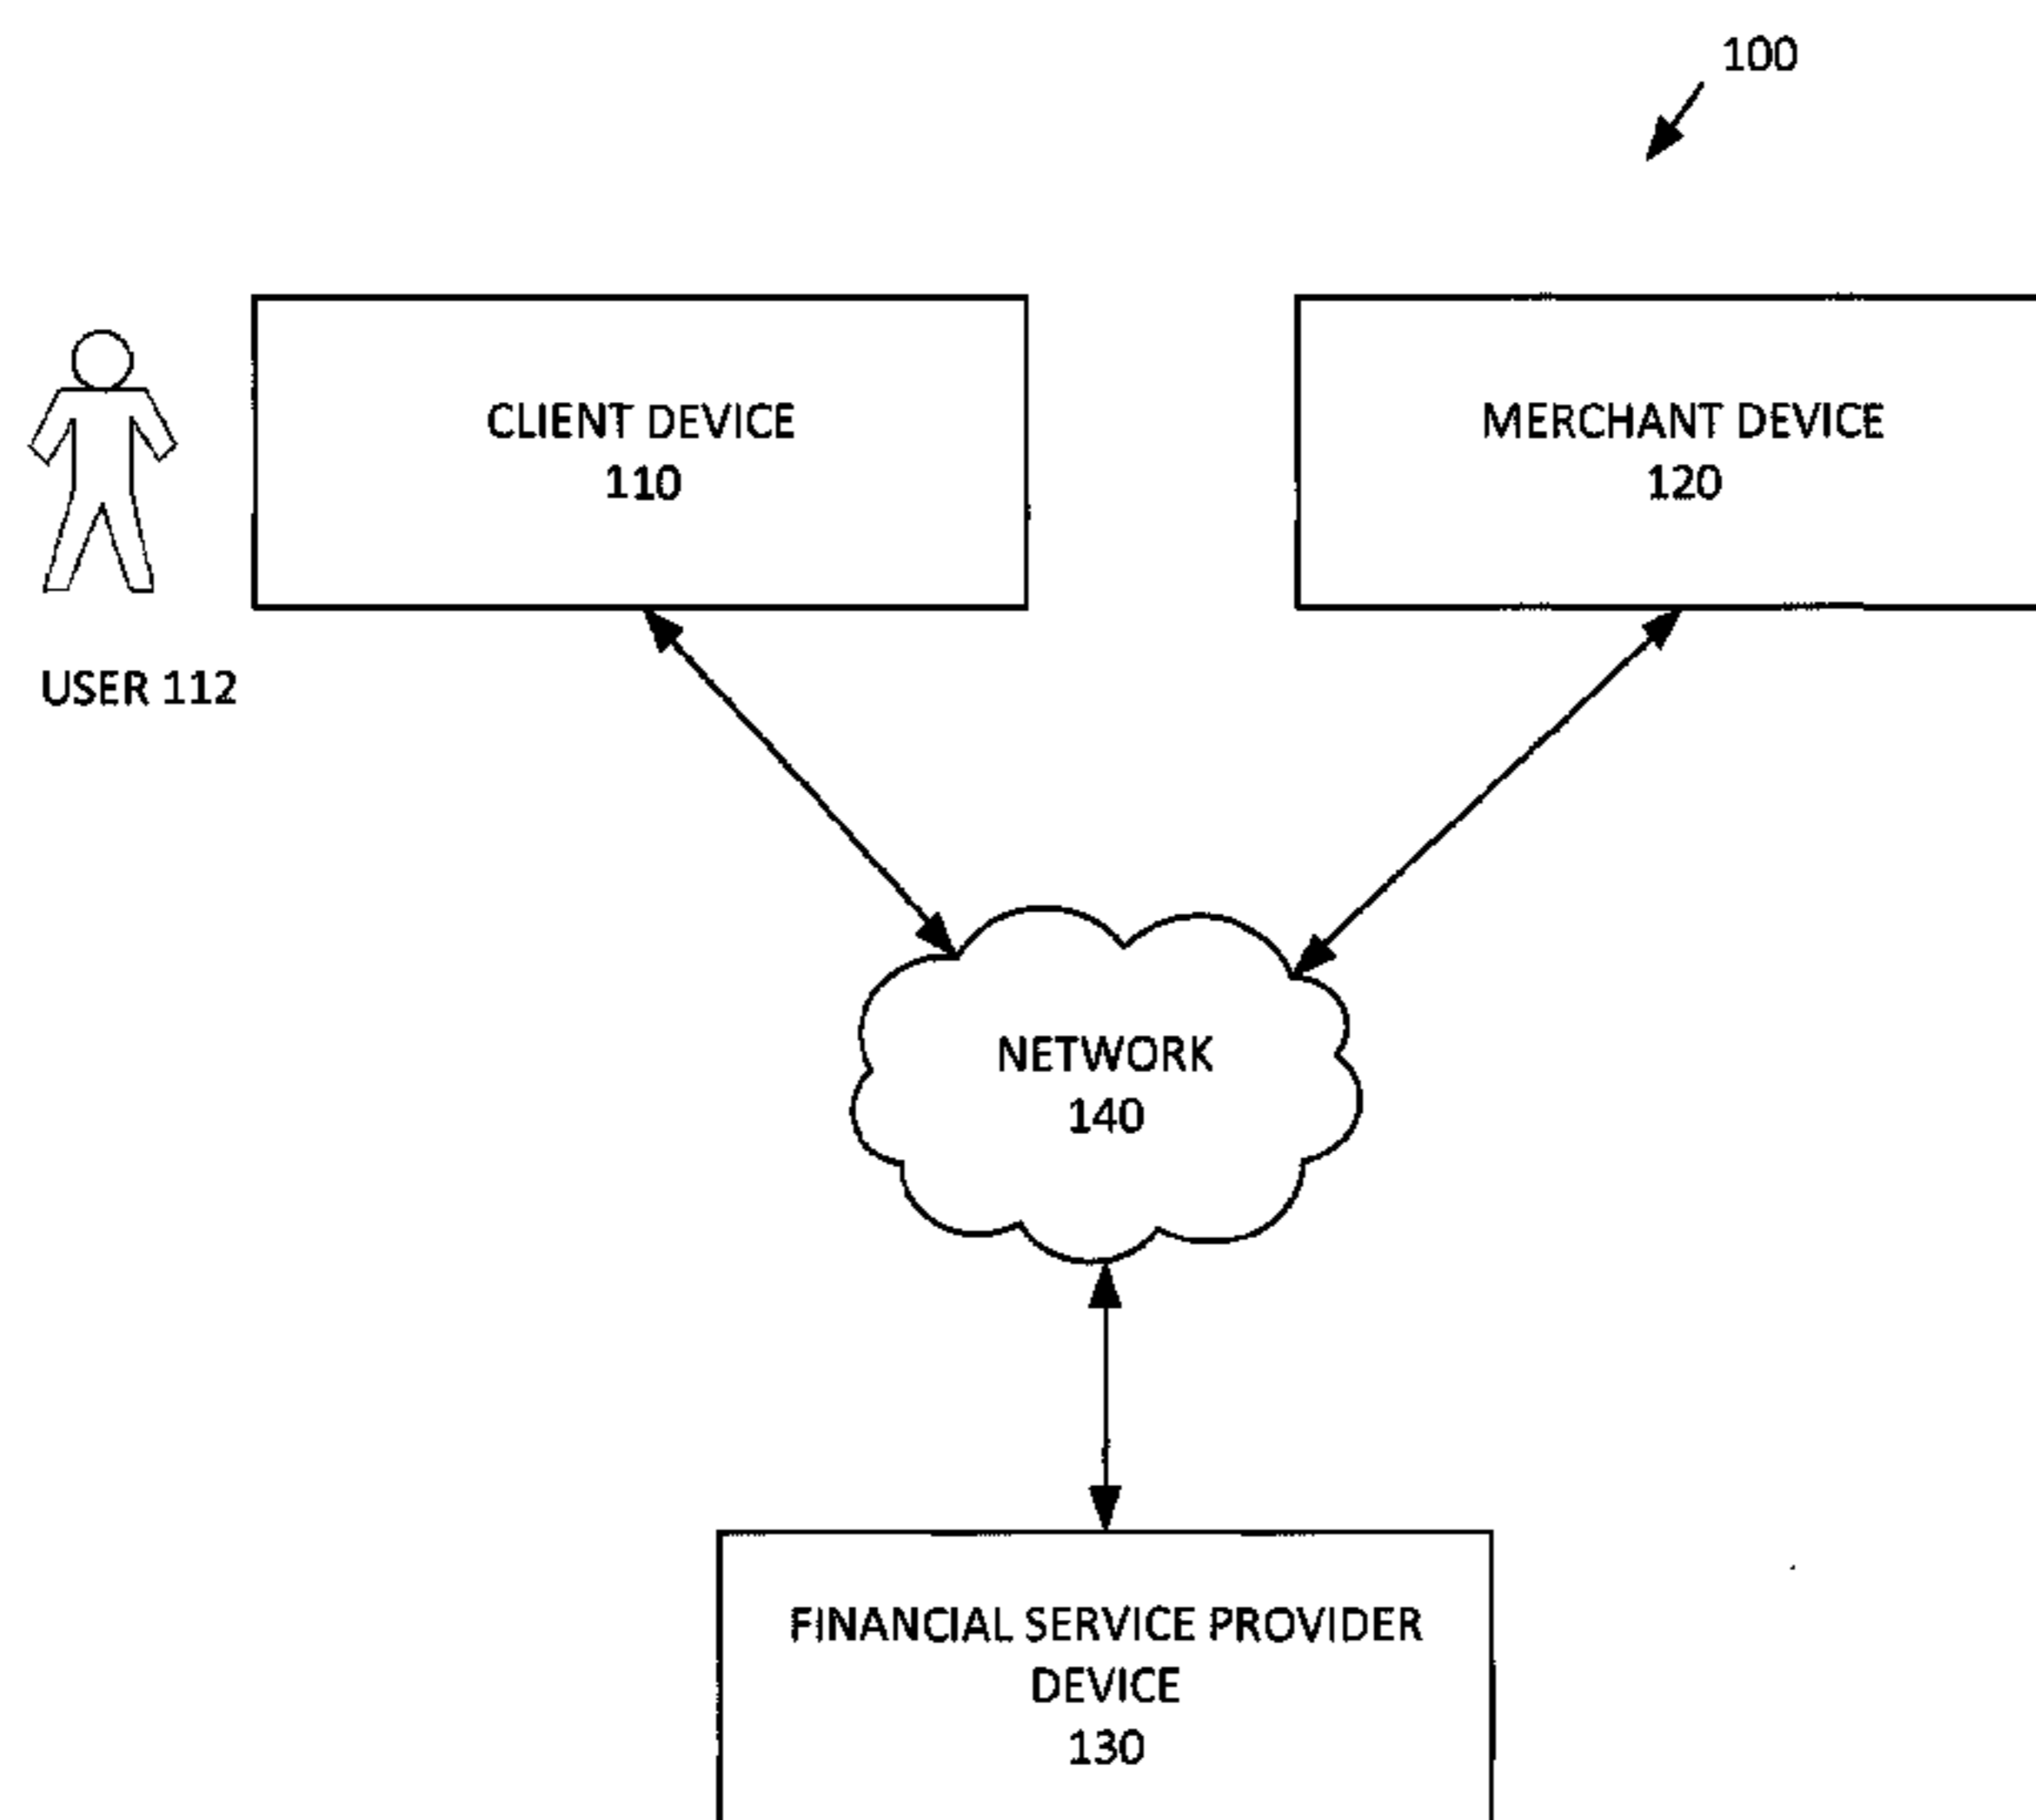 100
CLIENT DEVICE
110
MERCHANT DEVICE
120
USER 112
NETWORK
140
FINANCIAL SERVICE PROVIDER
DEVICE
130